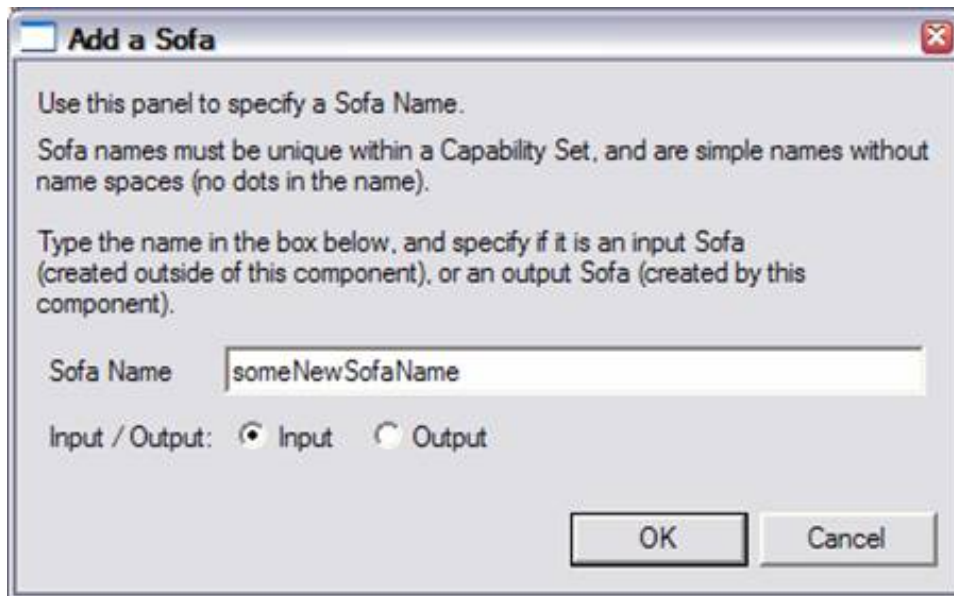 Add a Sofa
Use this panel to specify a Sofa Name.
Sofa names must be unique within a Capability Set, and are simple names without
name spaces (no dots in the name).
Type the name in the box below, and specify if it is an input Sofa
(created outside of this component), or an output Sofa (created by this
component).
Sofa Name someNewSofaName
Input / Output: Input Output
OK Cancel